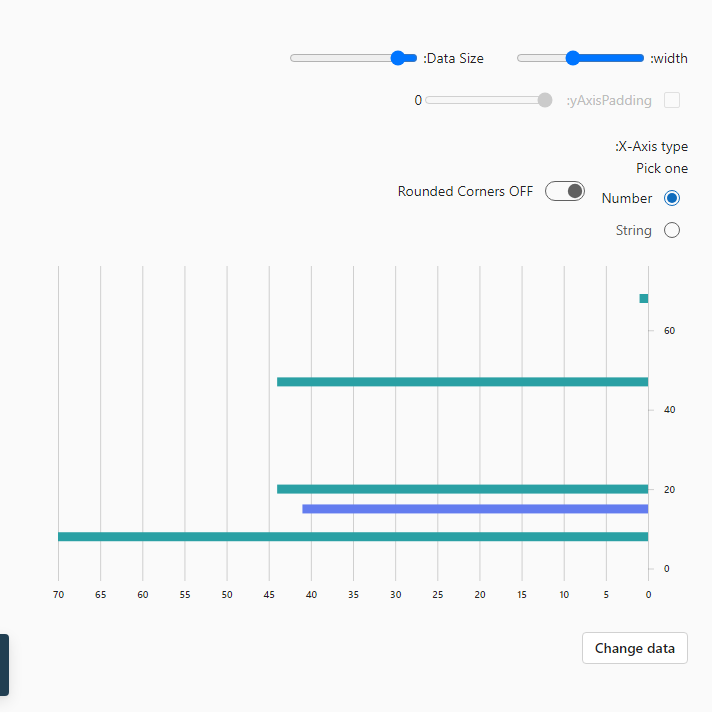 :Data Size
:width
0
:yAxisPadding
:X-Axis type
Pick one
Rounded Corners OFF
Number
String
60
40
20
0
70 65 60 55 50 45 40 35 30 25 20 15 10 5 0
Change data